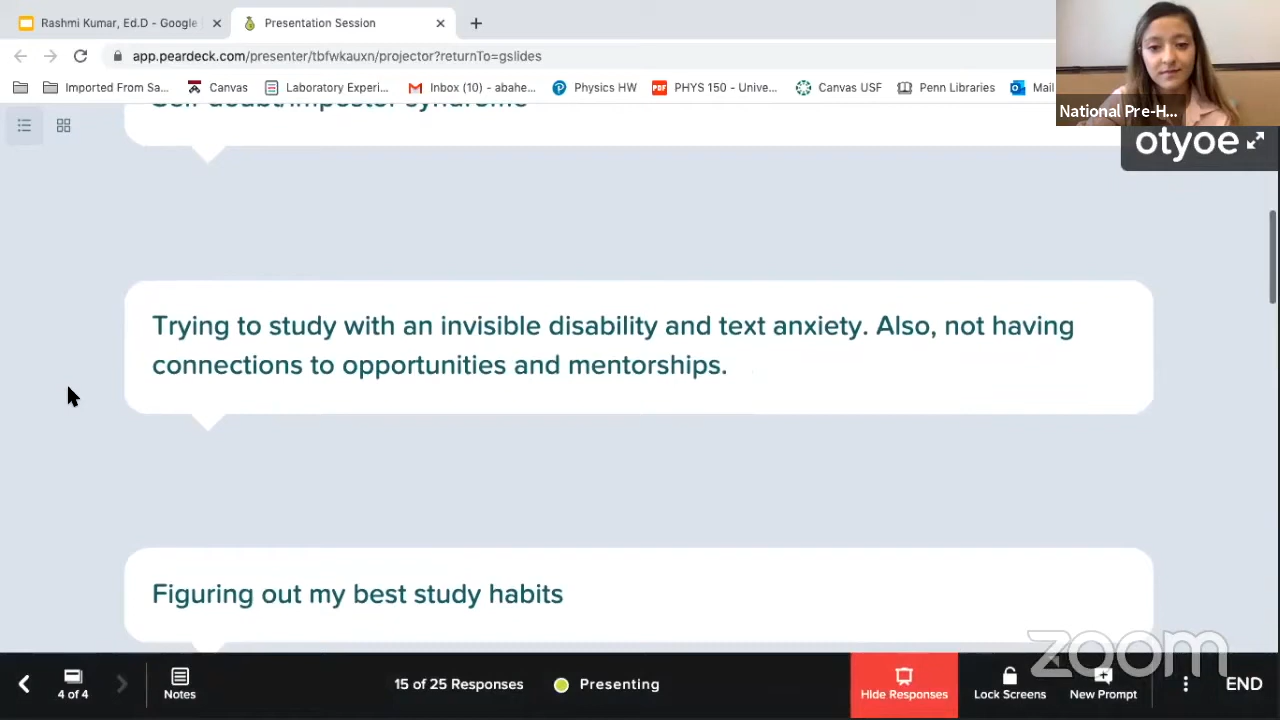 Rashmi Kumar, Ed.D - Google
Presentation Session
app.peardeck.com/presenter/tbfwkauxn/projector?returnTo=gslides
Imported From Sa...
Canvas
Laboratory Experi...
Inbox (10) - abahe...
Physics HW
PHYS 150 - Unive...
Canvas USF
Penn Libraries
Mail
National Pre-H...
otyoe
Self-doubt/impostor syndrome
Trying to study with an invisible disability and text anxiety. Also, not having
connections to opportunities and mentorships.
Figuring out my best study habits
zoom
4 of 4
Notes
15 of 25 Responses
Presenting
Hide Responses
Lock Screens
New Prompt
END